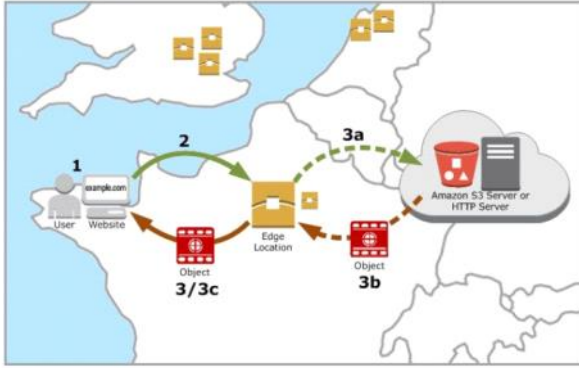 1
2
3a
example.com
User
Website
Edge
Location
Amazon S3 Server or
HTTP Server
Object
3/3c
Object
3b